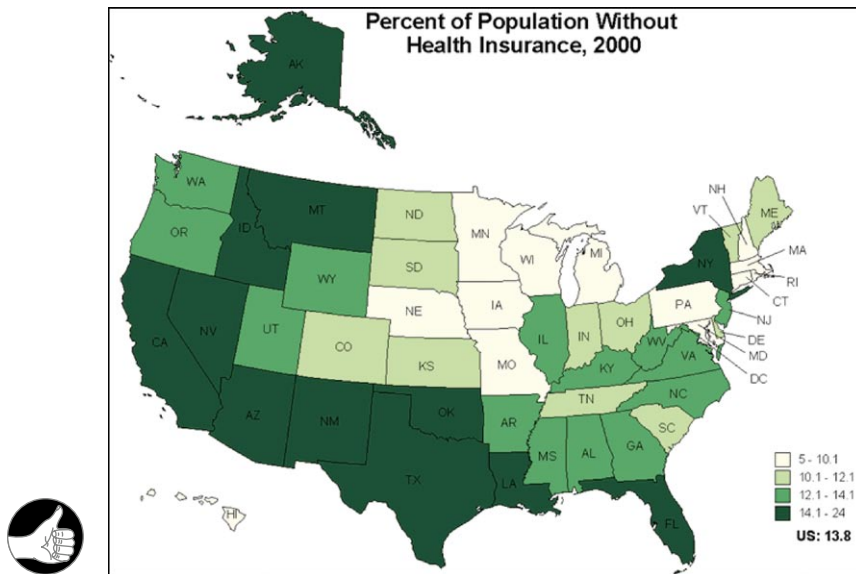 Percent of Population Without
Health Insurance, 2000
AK
WA
MT
ND
MN
NH
VT
ME
OR
ID
WY
SD
WI
MI
NY
MA
RI
CT
NE
IA
PA
NJ
NV
UT
CO
IL
IN
OH
WV
VA
DE
MD
DC
CA
KS
MO
KY
NC
TN
AZ
NM
OK
AR
SC
MS
AL
GA
TX
LA
FL
HI
5 - 10.1
10.1 - 12.1
12.1 - 14.1
14.1 - 24
US: 13.8